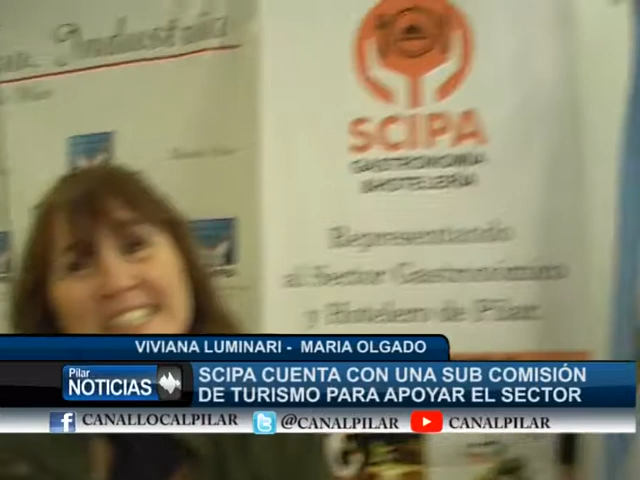 Industria
SCIPA
GASTRONOMIA
&HOTELERIA
Representando
al Sector Gastronómico
y Hotelero de Pilar
VIVIANA LUMINARI - MARIA OLGADO
Pilar
NOTICIAS
SCIPA CUENTA CON UNA SUB COMISIÓN
DE TURISMO PARA APOYAR EL SECTOR
CANALLOCALPILAR
@CANALPILAR
CANALPILAR